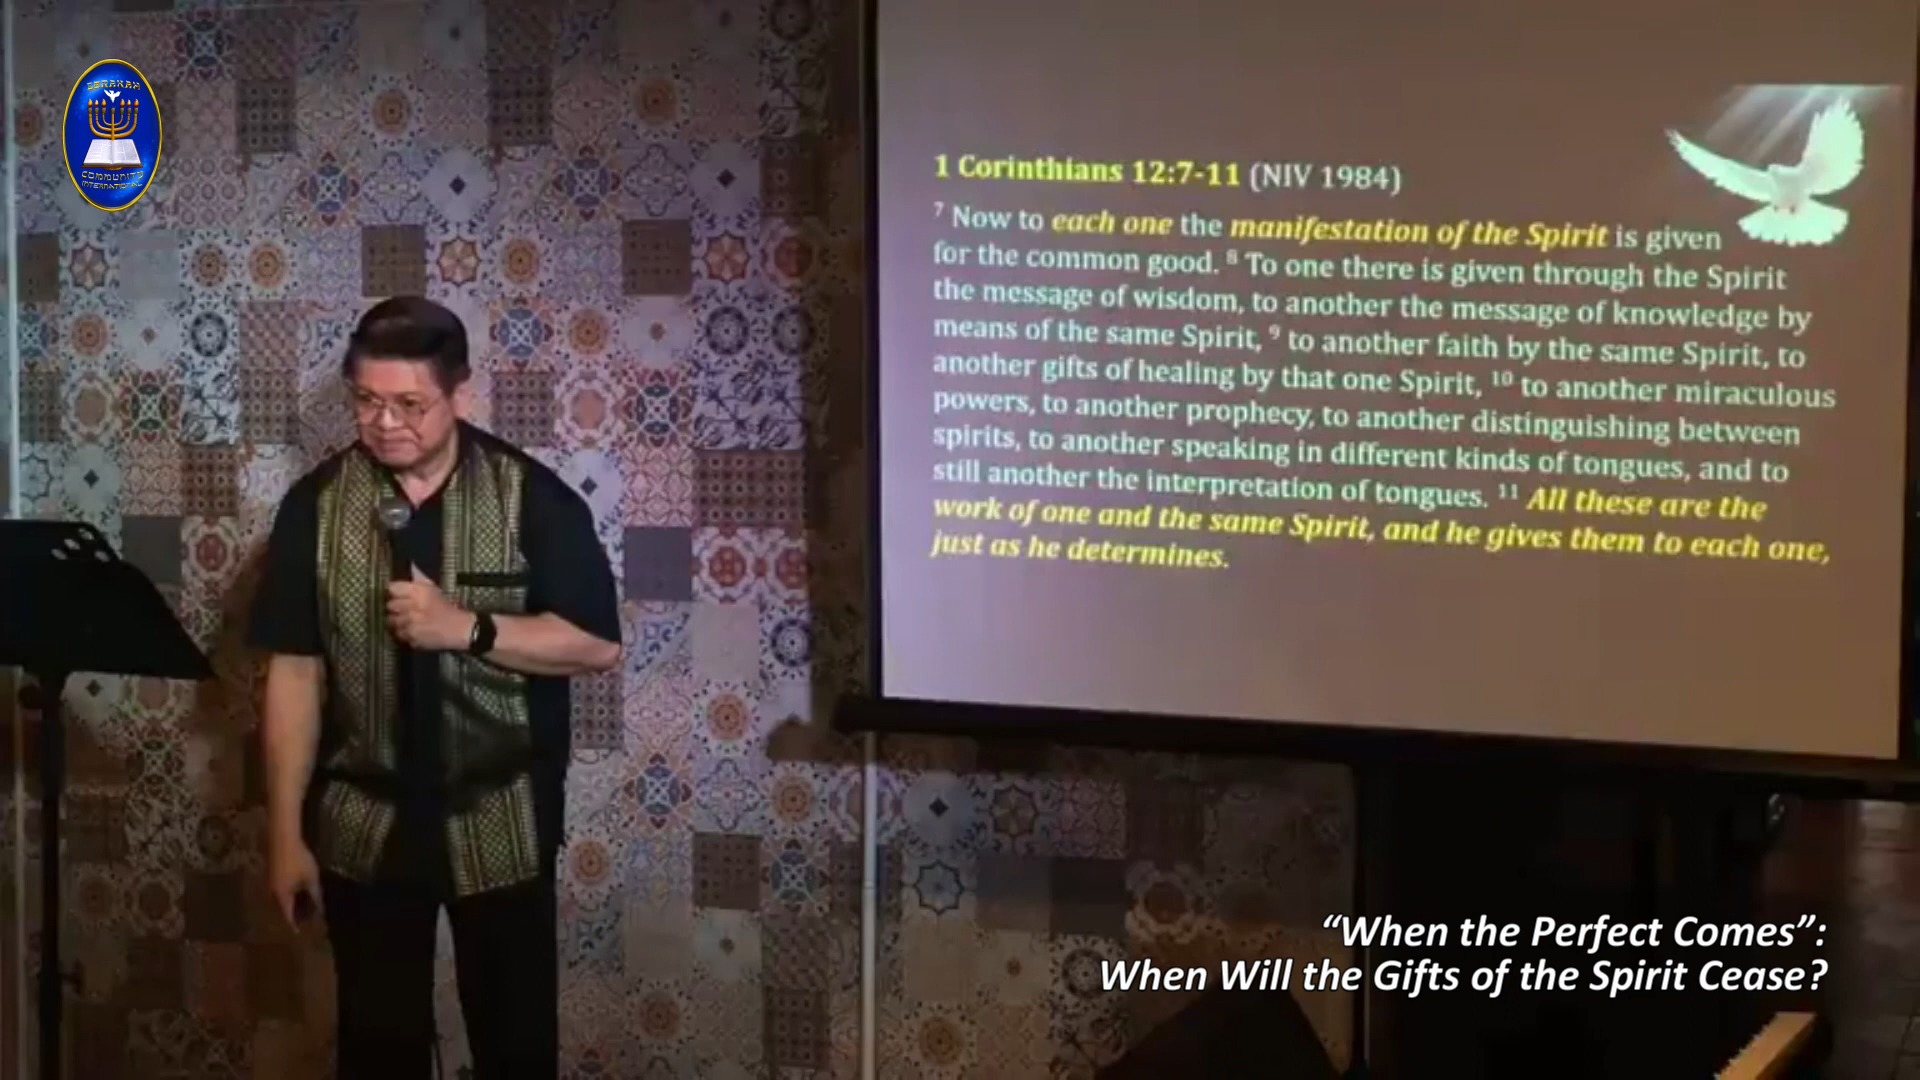 BERAKAH
COMMUNITY
INTERNATIONAL
1 Corinthians 12:7-11 (NIV 1984)
7 Now to each one the manifestation of the Spirit is given
for the common good. 8 To one there is given through the Spirit
the message of wisdom, to another the message of knowledge by
means of the same Spirit, 9 to another faith by the same Spirit, to
another gifts of healing by that one Spirit, 10 to another miraculous
powers, to another prophecy, to another distinguishing between
spirits, to another speaking in different kinds of tongues, and to
still another the interpretation of tongues. 11 All these are the
work of one and the same Spirit, and he gives them to each one,
just as he determines.
“When the Perfect Comes”:
When Will the Gifts of the Spirit Cease?